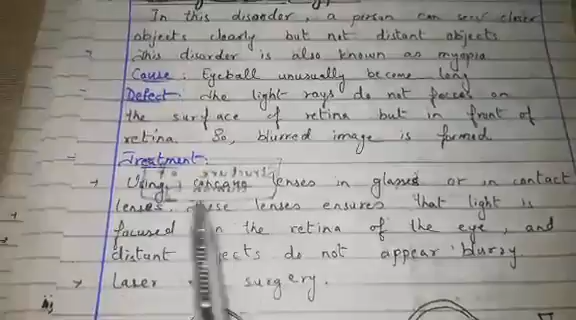 In this disorder, a person can see closer
objects clearly but not distant objects
This disorder is also known as myopia
Cause: Eyeball unusually become long
Defect: The light rays do not focus on
the surface of retina but in front of
retina. So, blurred image is formed
Treatment:
Using concave lenses in glasses or in contact
lenses. These lenses ensures that light is
focused on the retina of the eye, and
distant objects do not appear blurry
Laser surgery.